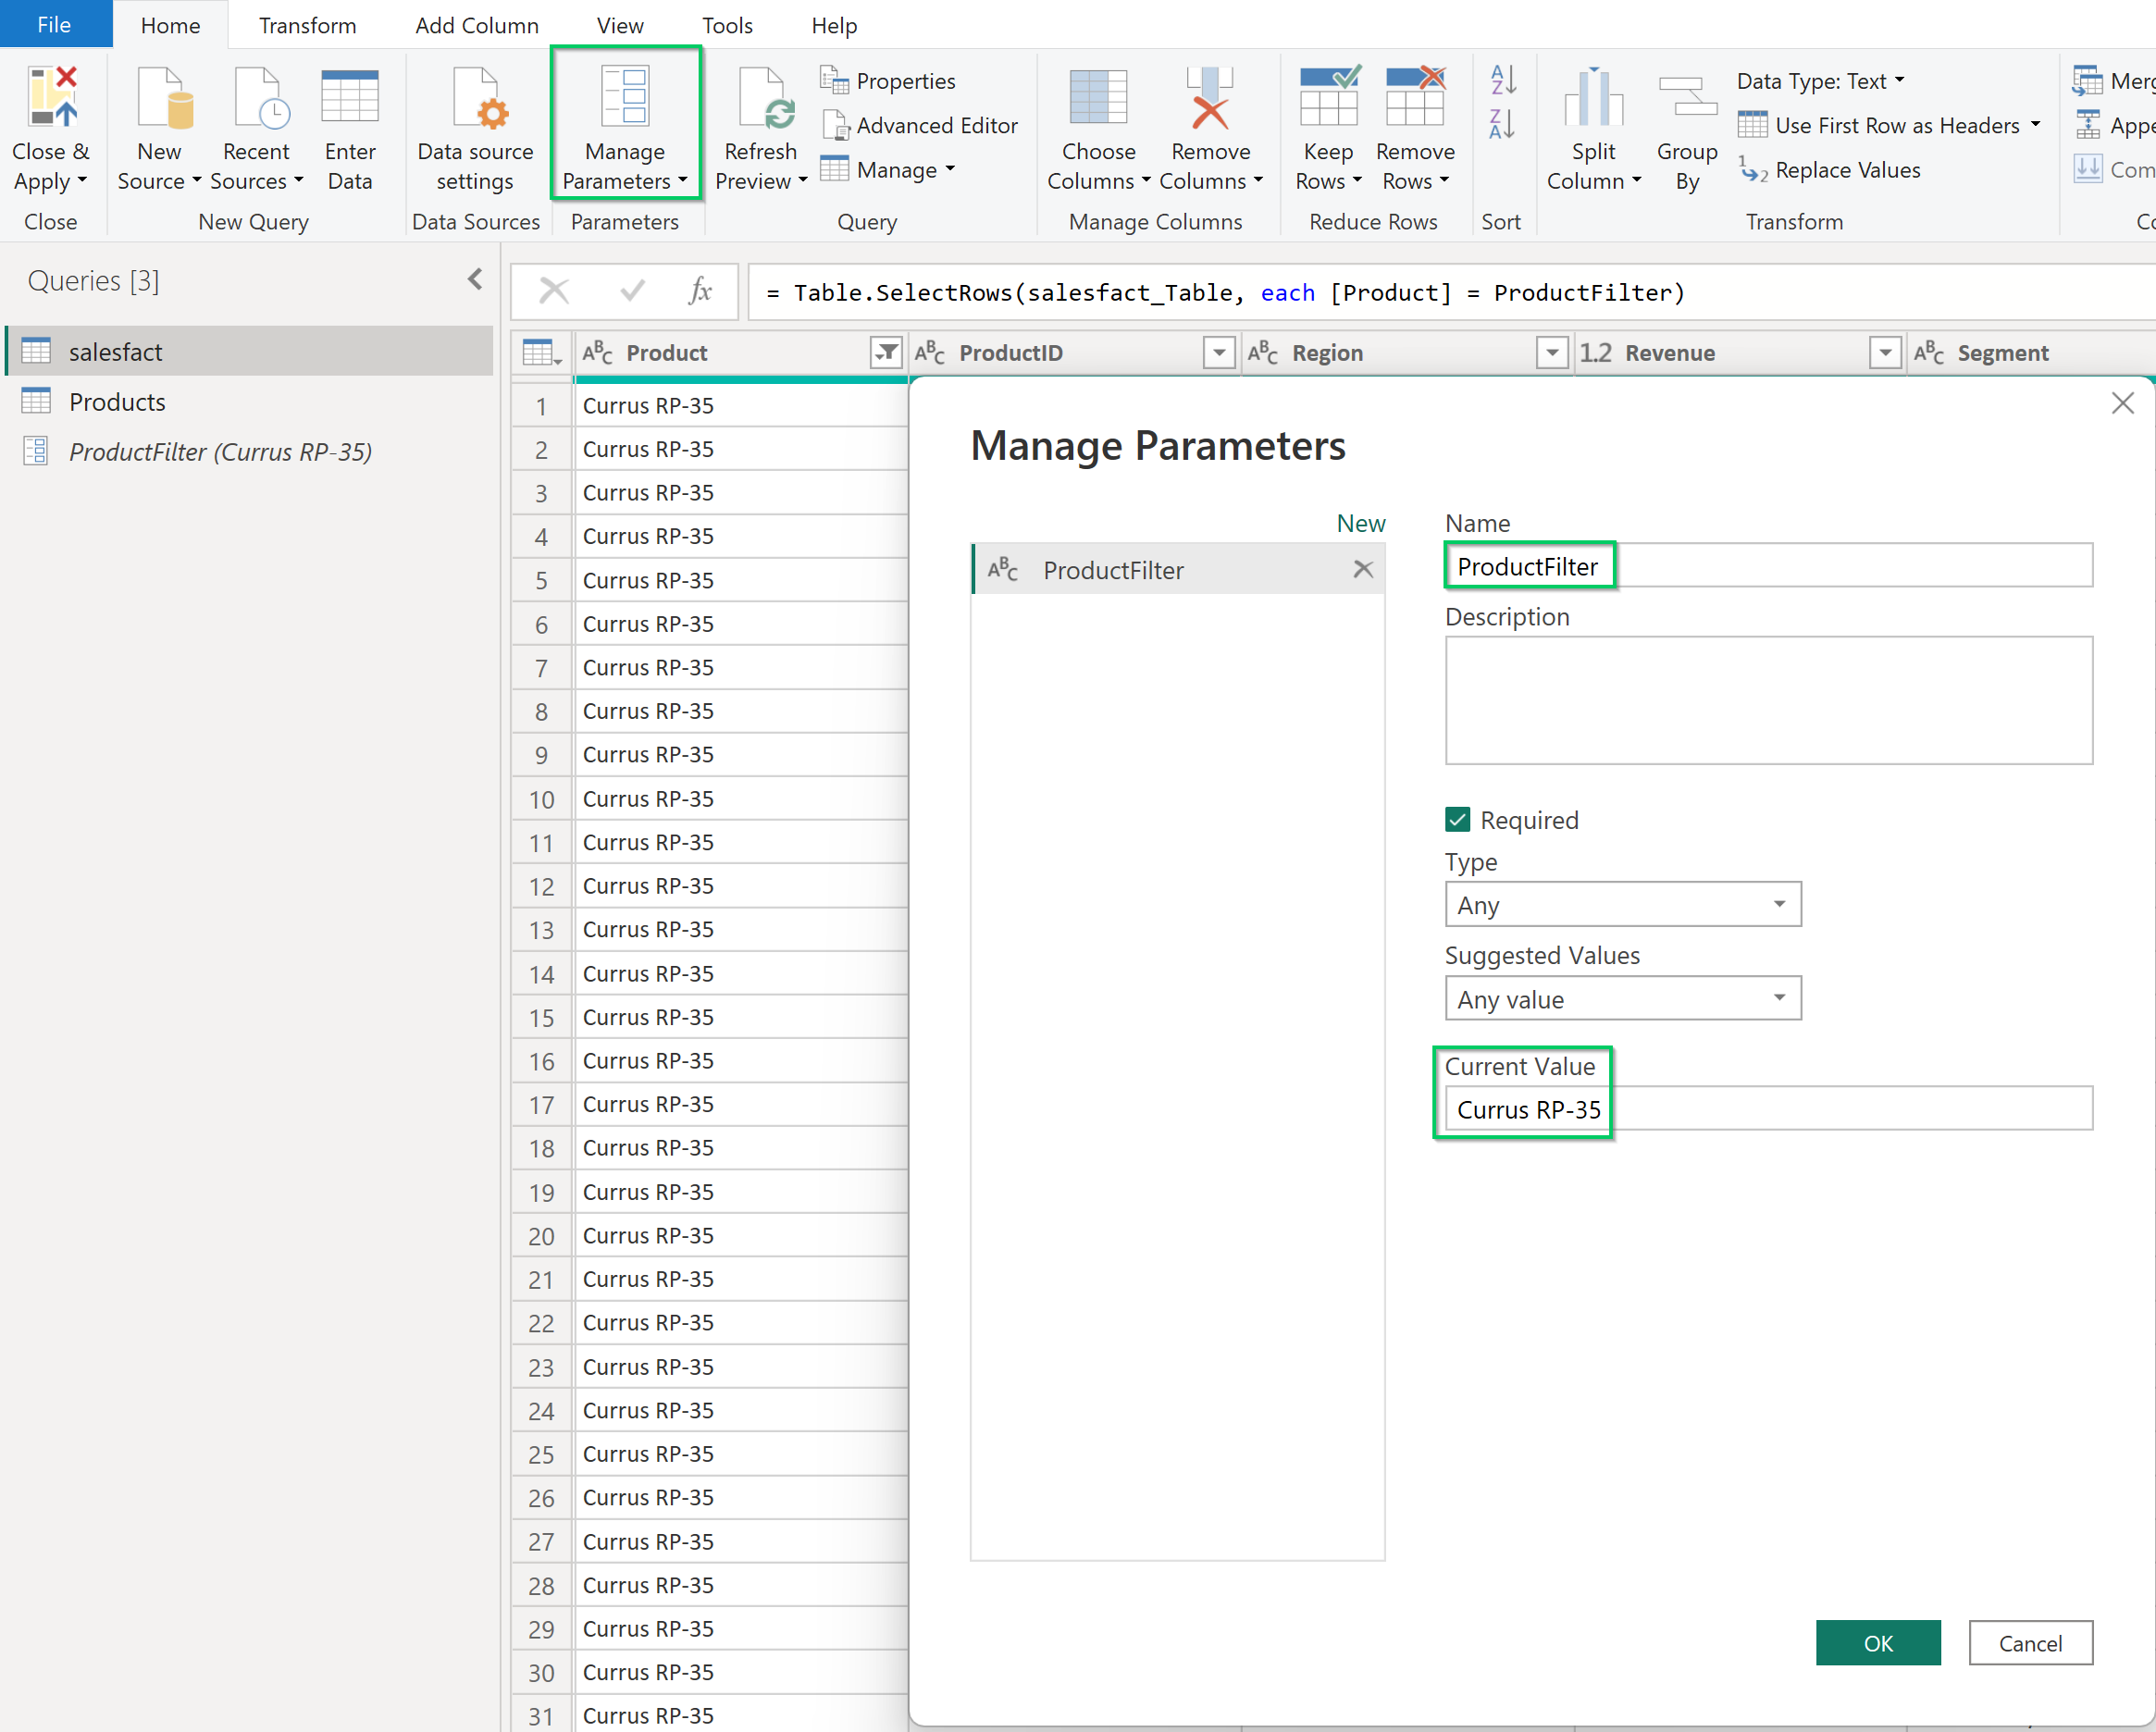 File Home Transform Add Column View Tools Help
Close & Apply
Close
New Source
Recent Sources
Enter Data
New Query
Data source settings
Data Sources
Manage Parameters
Parameters
Refresh Preview
Properties
Advanced Editor
Manage
Query
Choose Columns
Remove Columns
Manage Columns
Keep Rows
Remove Rows
Reduce Rows
Sort
Split Column
Group By
Data Type: Text
Use First Row as Headers
Replace Values
Transform
Queries [3]
salesfact
Products
ProductFilter (Currus RP-35)
fx
= Table.SelectRows(salesfact_Table, each [Product] = ProductFilter)
ABC Product ABC ProductID ABC Region 1.2 Revenue ABC Segment
1 Currus RP-35
2 Currus RP-35
3 Currus RP-35
4 Currus RP-35
5 Currus RP-35
6 Currus RP-35
7 Currus RP-35
8 Currus RP-35
9 Currus RP-35
10 Currus RP-35
11 Currus RP-35
12 Currus RP-35
13 Currus RP-35
14 Currus RP-35
15 Currus RP-35
16 Currus RP-35
17 Currus RP-35
18 Currus RP-35
19 Currus RP-35
20 Currus RP-35
21 Currus RP-35
22 Currus RP-35
23 Currus RP-35
24 Currus RP-35
25 Currus RP-35
26 Currus RP-35
27 Currus RP-35
28 Currus RP-35
29 Currus RP-35
30 Currus RP-35
31 Currus RP-35
Manage Parameters
New
ABC ProductFilter
Name
ProductFilter
Description
Required
Type
Any
Suggested Values
Any value
Current Value
Currus RP-35
OK Cancel